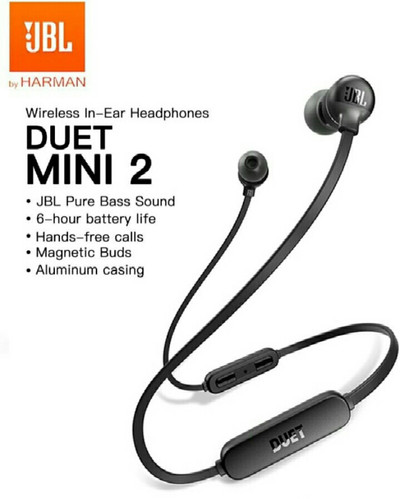 JBL
by HARMAN
Wireless In-Ear Headphones
DUET
MINI 2
• JBL Pure Bass Sound
• 6-hour battery life
• Hands-free calls
• Magnetic Buds
• Aluminum casing
JBL
DUET